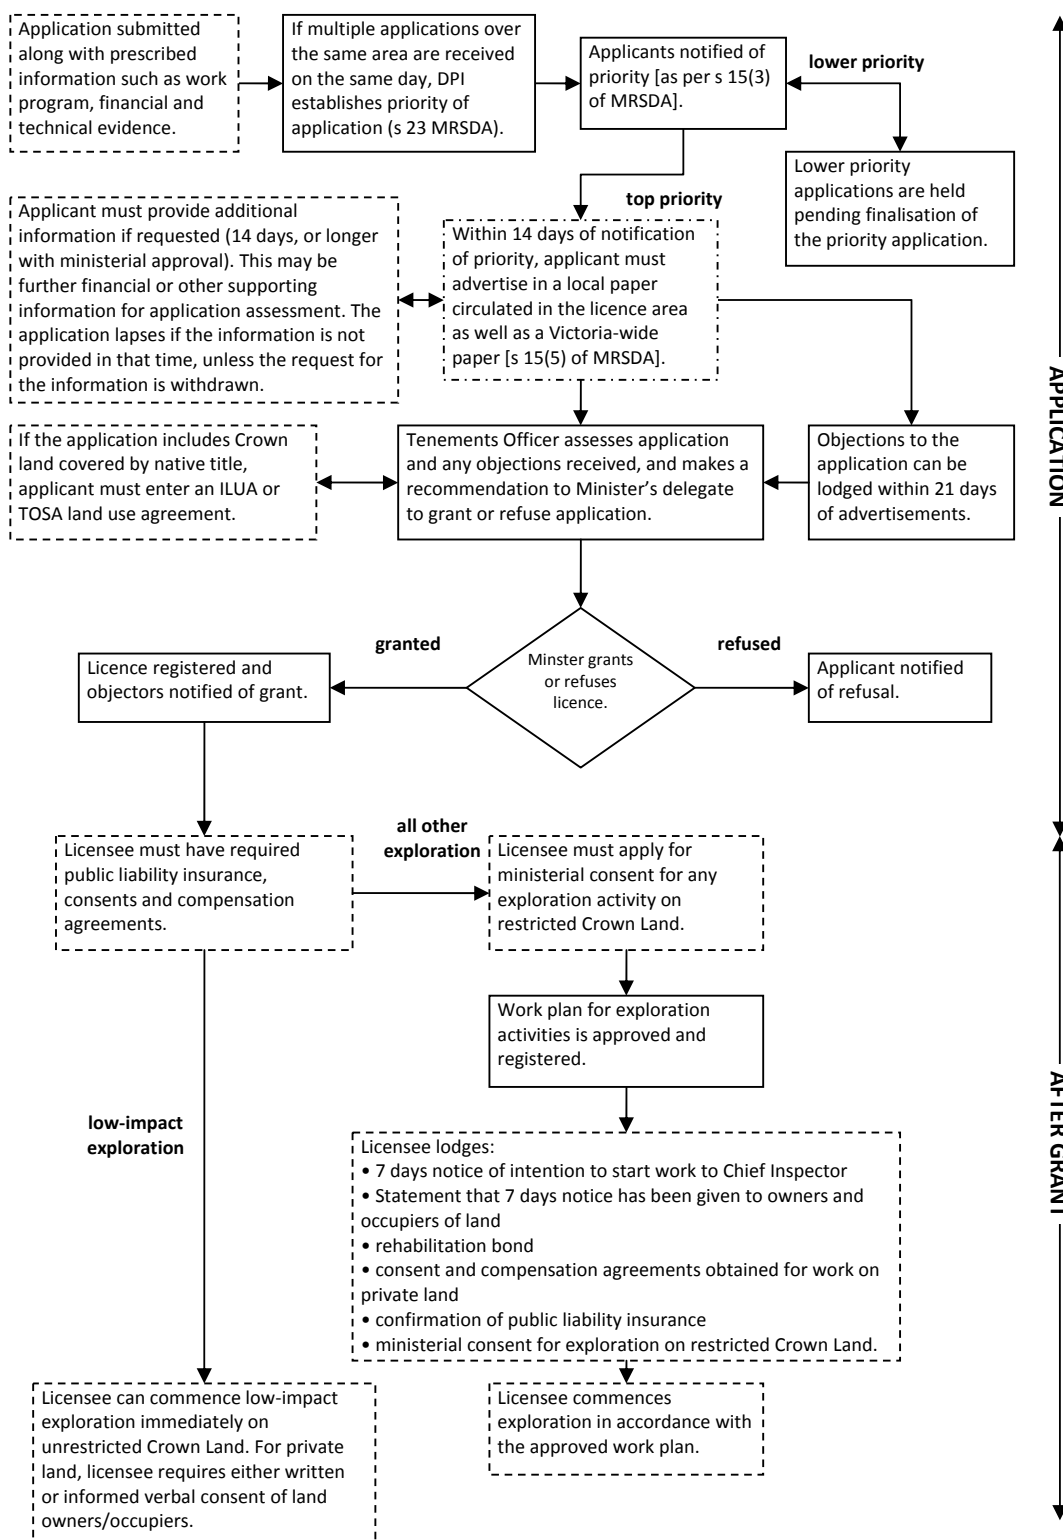 Application submitted
along with prescribed
information such as work
program, financial and
technical evidence.
If multiple applications over
the same area are received
on the same day, DPI
establishes priority of
application (s 23 MRSDA).
Applicants notified of
priority [as per s 15(3)
of MRSDA].
lower priority
Lower priority
applications are held
pending finalisation of
the priority application.
top priority
Applicant must provide additional
information if requested (14 days, or longer
with ministerial approval). This may be
further financial or other supporting
information for application assessment. The
application lapses if the information is not
provided in that time, unless the request for
the information is withdrawn.
Within 14 days of notification
of priority, applicant must
advertise in a local paper
circulated in the licence area
as well as a Victoria-wide
paper [s 15(5) of MRSDA].
If the application includes Crown
land covered by native title,
applicant must enter an ILUA or
TOSA land use agreement.
Tenements Officer assesses application
and any objections received, and makes a
recommendation to Minister’s delegate
to grant or refuse application.
Objections to the
application can be
lodged within 21 days
of advertisements.
APPLICATION
granted
refused
Licence registered and
objectors notified of grant.
Minster grants
or refuses
licence.
Applicant notified
of refusal.
all other
exploration
Licensee must have required
public liability insurance,
consents and compensation
agreements.
Licensee must apply for
ministerial consent for any
exploration activity on
restricted Crown Land.
Work plan for exploration
activities is approved and
registered.
low-impact
exploration
Licensee lodges:
• 7 days notice of intention to start work to Chief Inspector
• Statement that 7 days notice has been given to owners and
occupiers of land
• rehabilitation bond
• consent and compensation agreements obtained for work on
private land
• confirmation of public liability insurance
• ministerial consent for exploration on restricted Crown Land.
AFTER GRANT
Licensee can commence low-impact
exploration immediately on
unrestricted Crown Land. For private
land, licensee requires either written
or informed verbal consent of land
owners/occupiers.
Licensee commences
exploration in accordance with
the approved work plan.